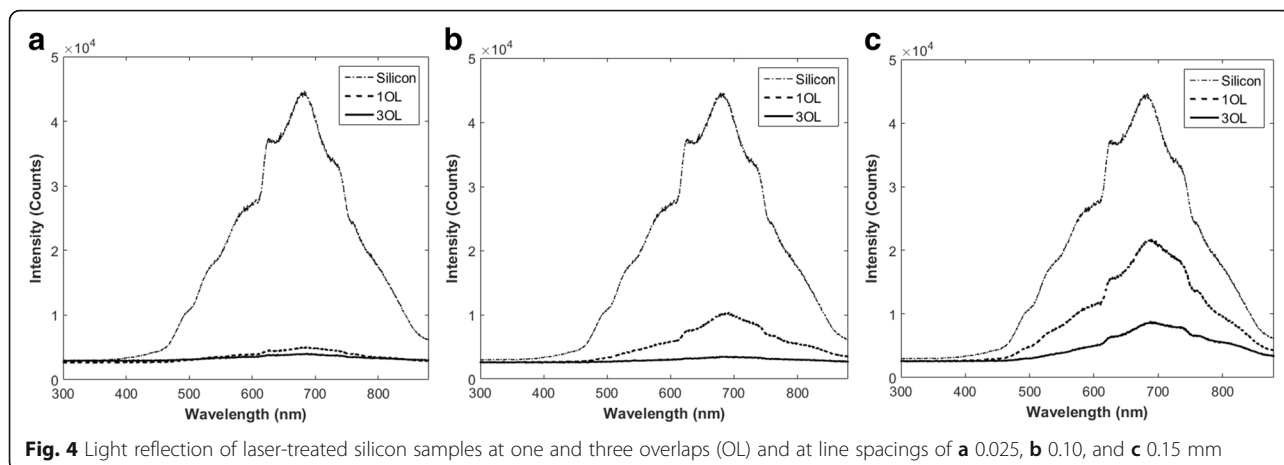 a
×10⁴
5
4
3
2
1
0
Intensity (Counts)
Silicon
1OL
3OL
300 400 500 600 700 800
Wavelength (nm)
b
×10⁴
5
4
3
2
1
0
Intensity (Counts)
Silicon
1OL
3OL
300 400 500 600 700 800
Wavelength (nm)
c
×10⁴
5
4
3
2
1
0
Intensity (Counts)
Silicon
1OL
3OL
300 400 500 600 700 800
Wavelength (nm)
Fig. 4 Light reflection of laser-treated silicon samples at one and three overlaps (OL) and at line spacings of a 0.025, b 0.10, and c 0.15 mm